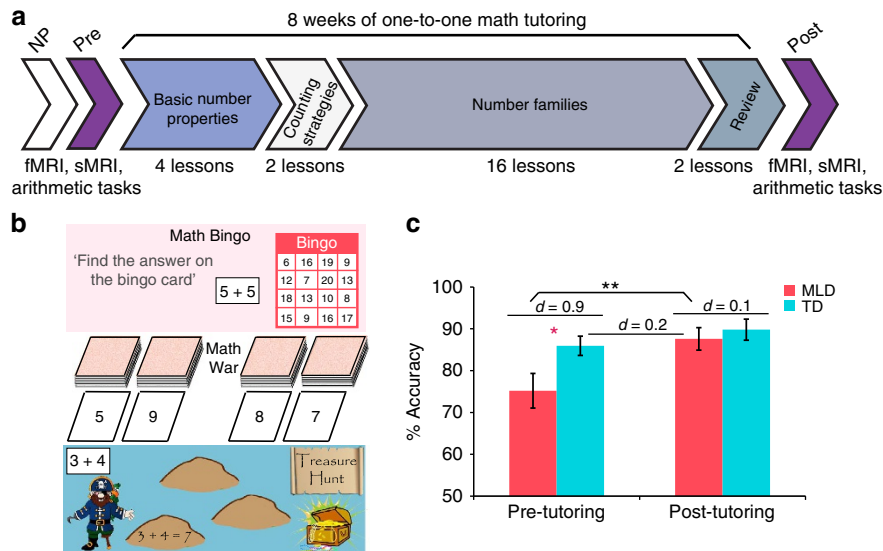 a
NP
Pre
8 weeks of one-to-one math tutoring
Post
Basic number
properties
Counting
strategies
Number families
Review
fMRI, sMRI,
arithmetic tasks
4 lessons
2 lessons
16 lessons
2 lessons
fMRI, sMRI,
arithmetic tasks
b
Math Bingo
'Find the answer on
the bingo card'
5 + 5
Bingo
6 16 19 9
12 7 20 13
18 13 10 8
15 9 16 17
Math
War
5
9
8
7
3 + 4
Treasure
Hunt
3 + 4 = 7
c
% Accuracy
100
90
80
70
60
50
**
d = 0.9
d = 0.1
*
d = 0.2
MLD
TD
Pre-tutoring
Post-tutoring